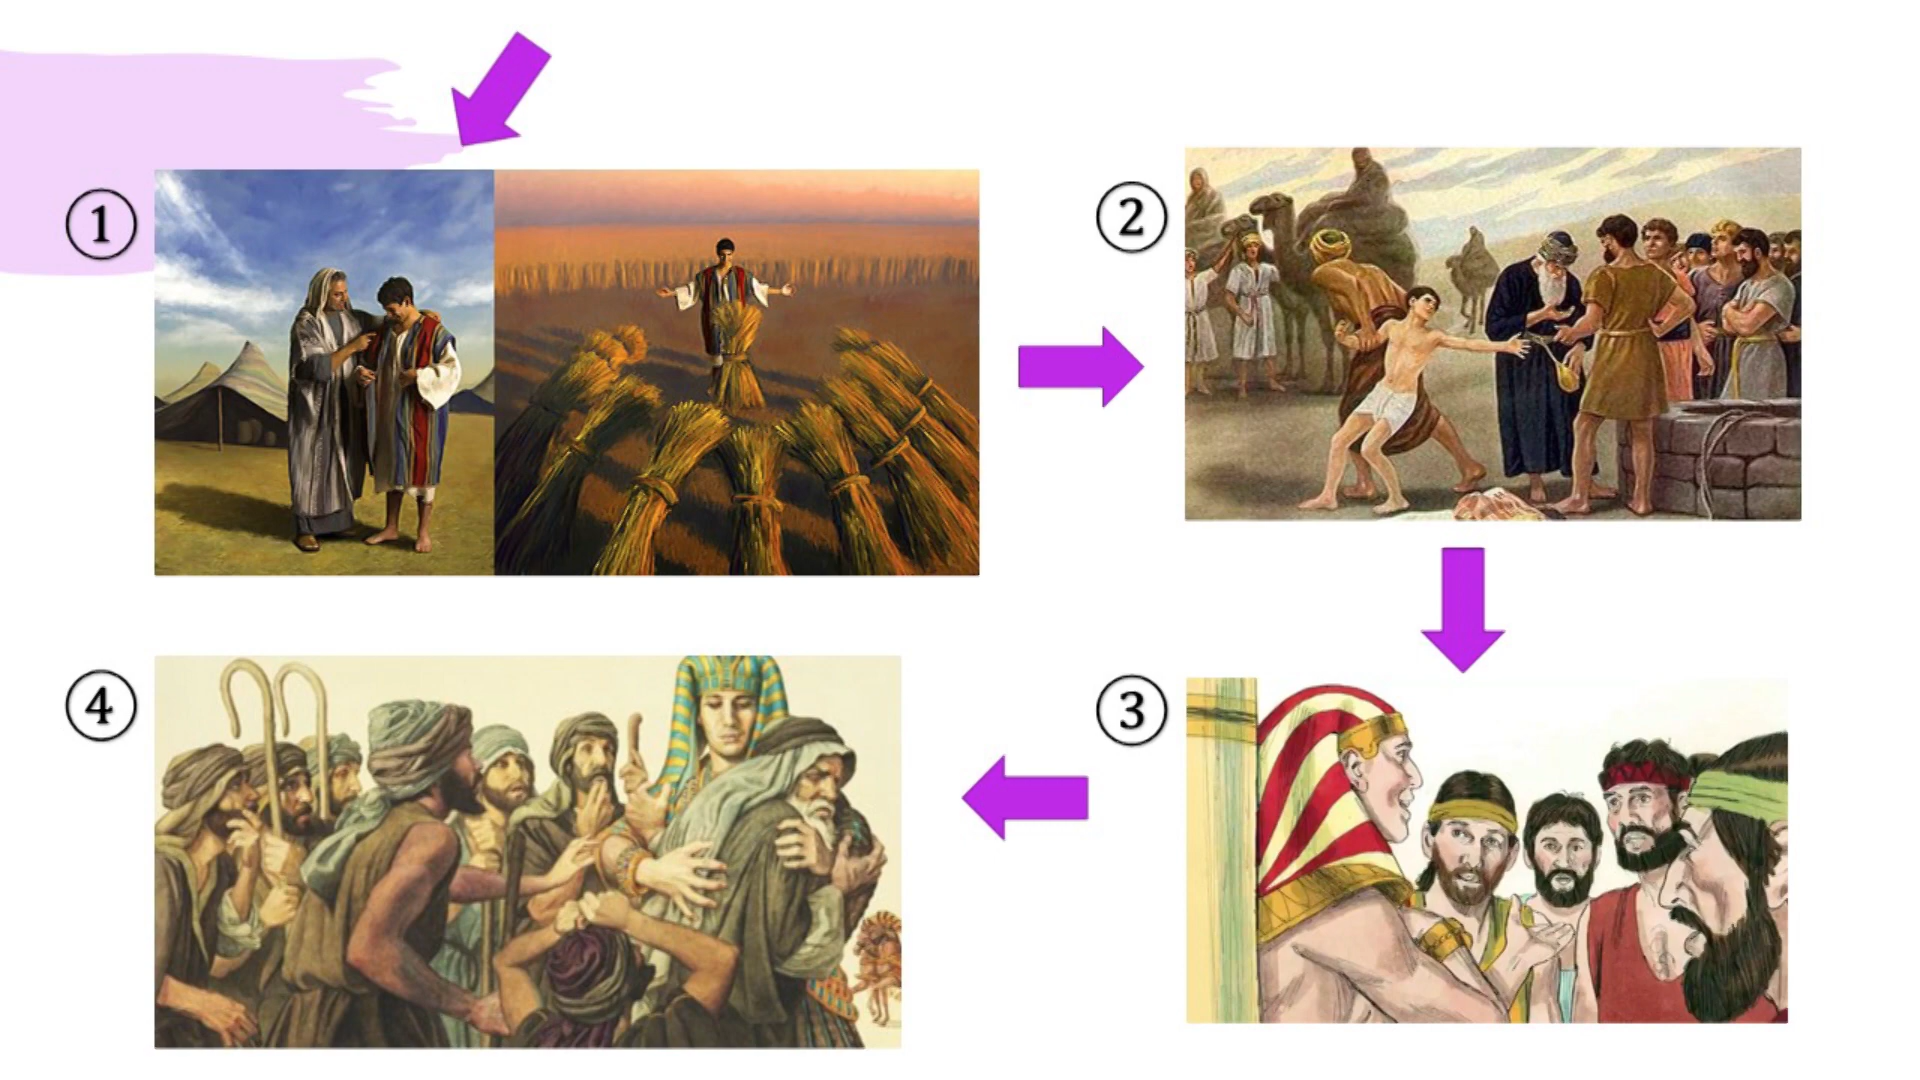 ①
②
③
④